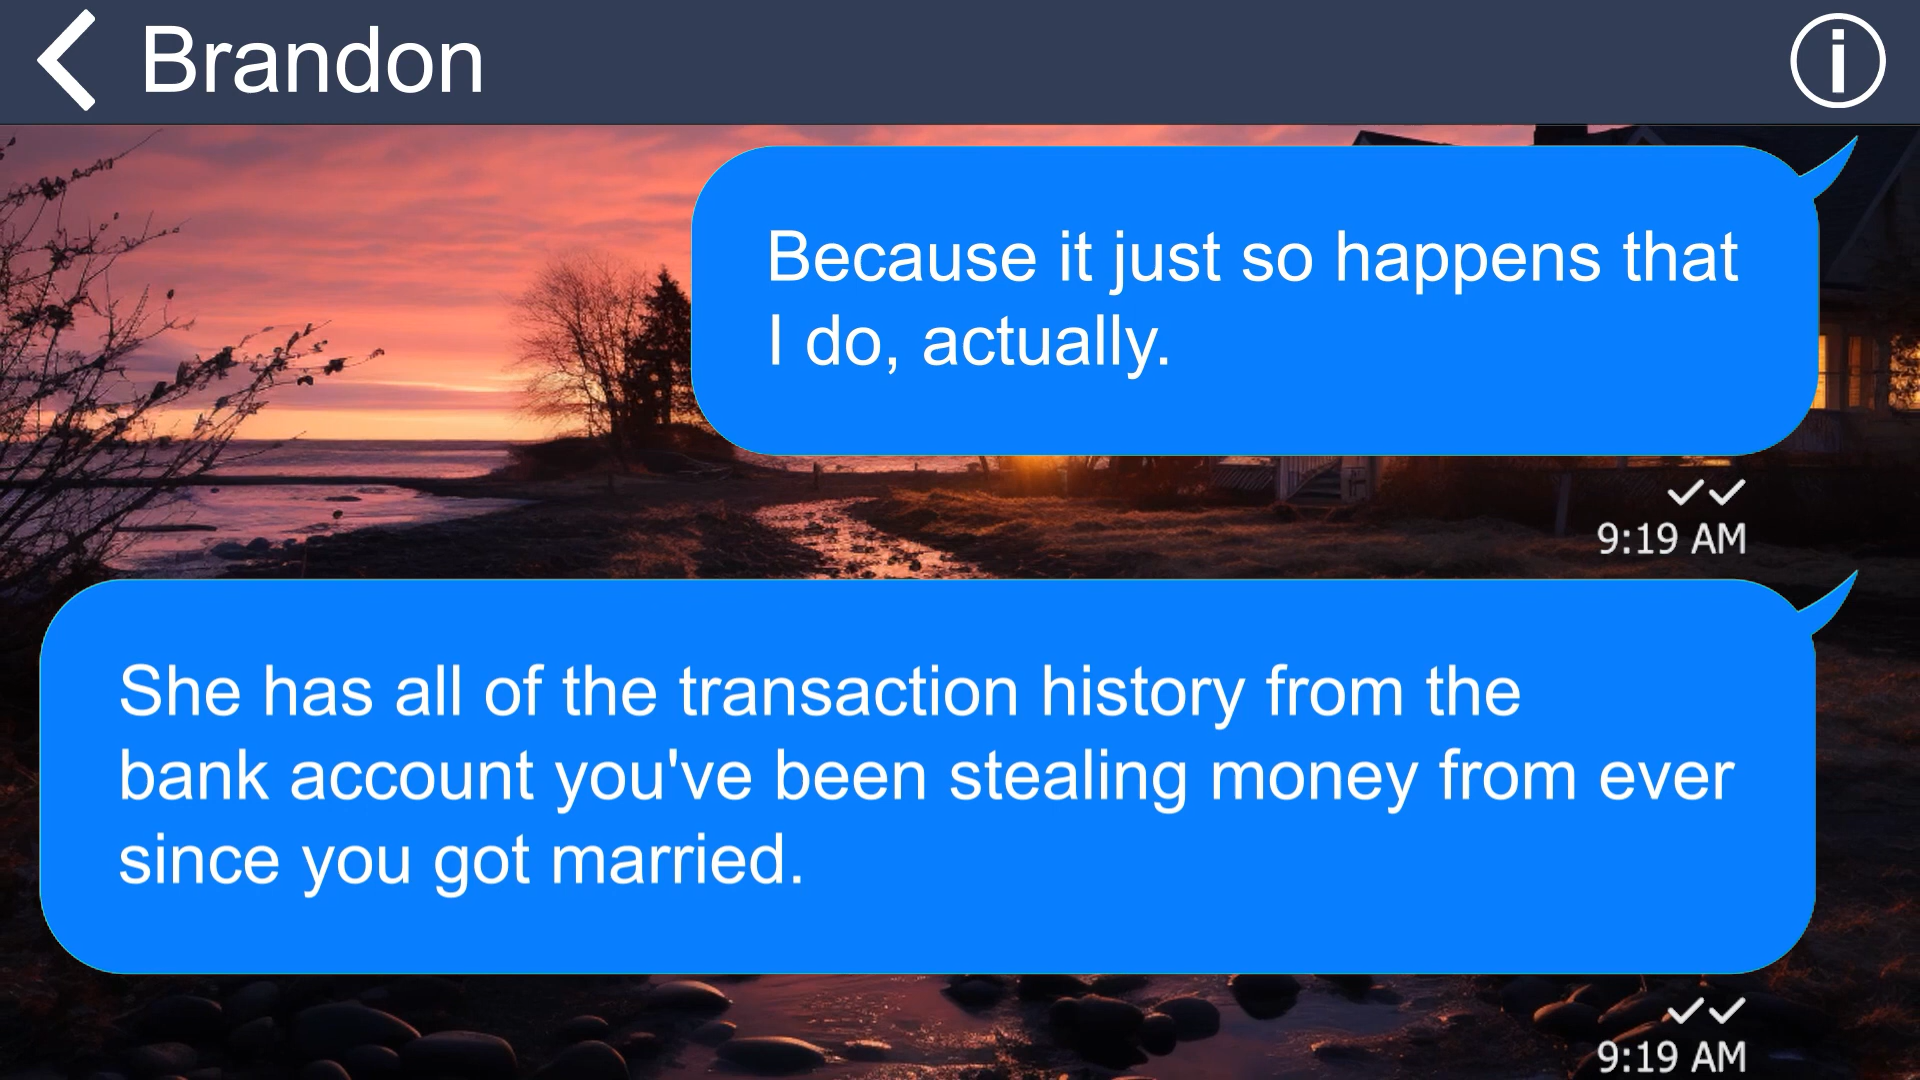 Brandon
Because it just so happens that
I do, actually.
9:19 AM
She has all of the transaction history from the
bank account you've been stealing money from ever
since you got married.
9:19 AM